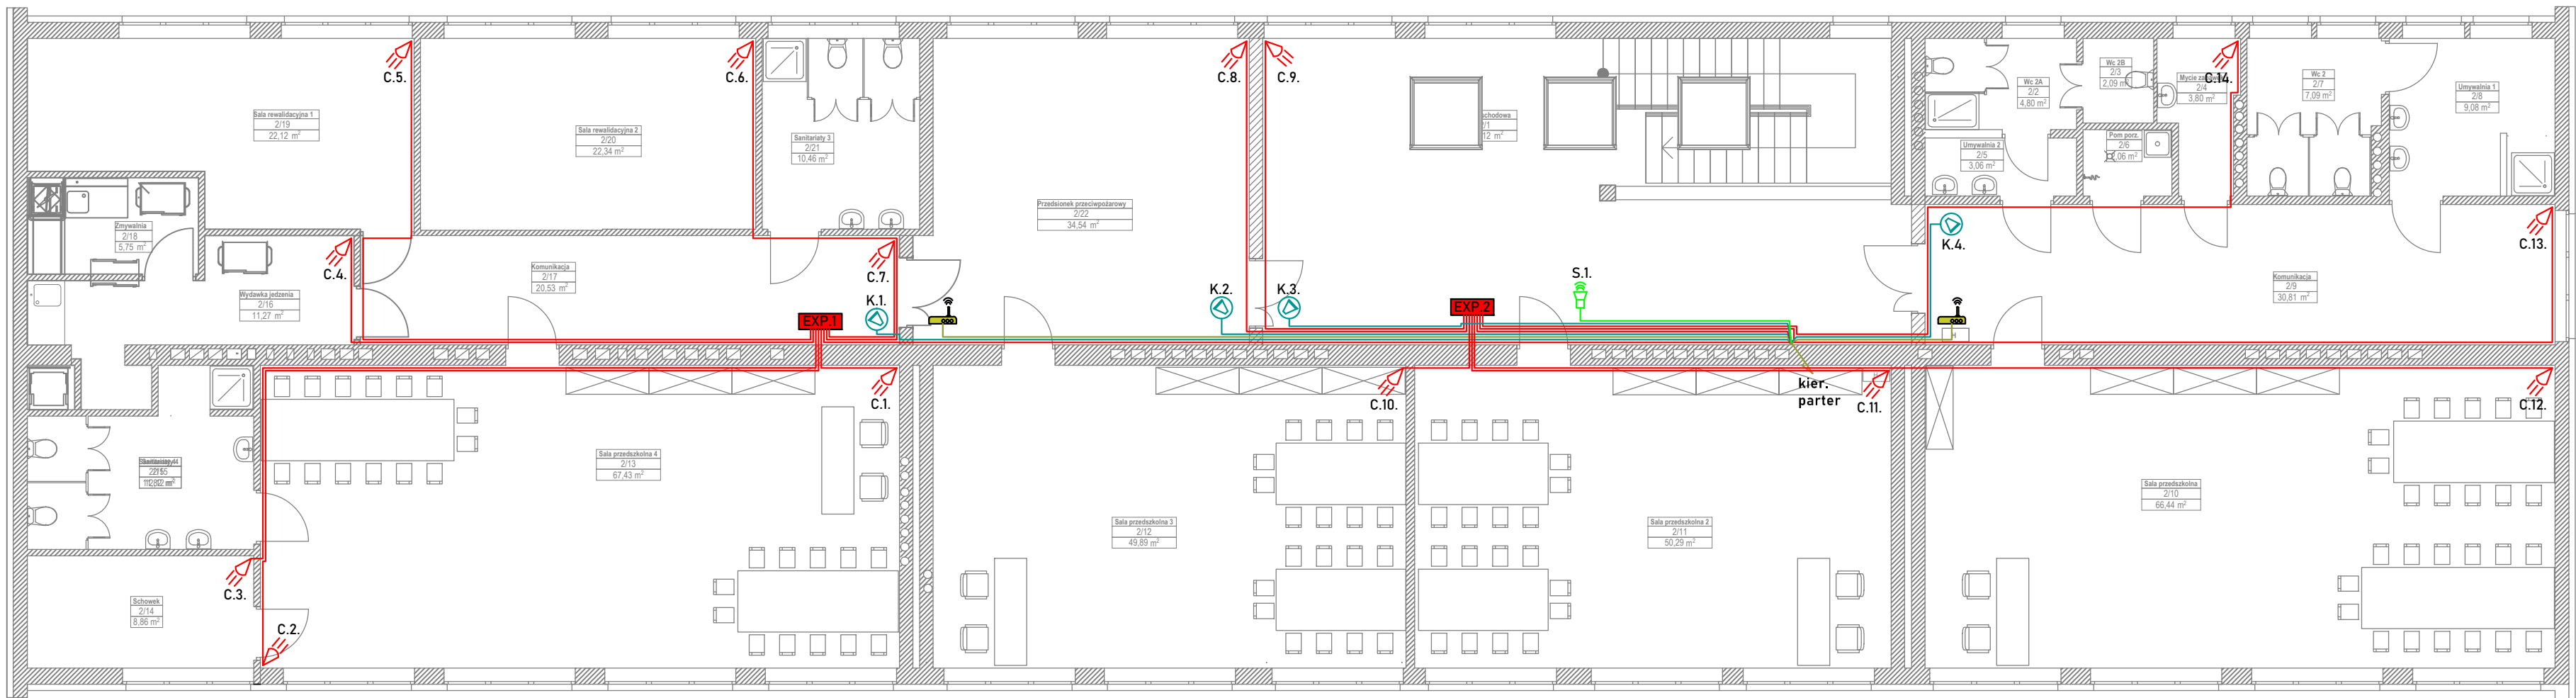 C.5.
C.6.
C.8.
C.9.
C.14.
Sala rewalidacyjna 1
2/19
22,12 m²
Sala rewalidacyjna 2
2/20
22,34 m²
Sanitariaty 3
2/21
10,46 m²
Przedsionek przeciwpożarowy
2/22
34,54 m²
Wc 2A
2/2
4,80 m²
Wc 2B
2/3
2,09 m²
2/4
3,80 m²
Wc 2
2/7
7,09 m²
Umywalnia 1
2/8
9,08 m²
Umywalnia 2
2/5
3,06 m²
Pom porz.
2/6
Zmywalnia
2/18
5,75 m²
C.4.
Wydawka jedzenia
2/16
11,27 m²
Komunikacja
2/17
20,53 m²
C.7.
K.1.
EXP.1
K.2.
K.3.
EXP.2
S.1.
K.4.
Komunikacja
2/9
30,81 m²
C.13.
C.1.
C.10.
kier.
parter
C.11.
C.12.
Sala przedszkolna 4
2/13
67,43 m²
Sala przedszkolna 3
2/12
49,89 m²
Sala przedszkolna 2
2/11
50,29 m²
Sala przedszkolna
2/10
66,44 m²
C.3.
Schowek
2/14
8,86 m²
C.2.